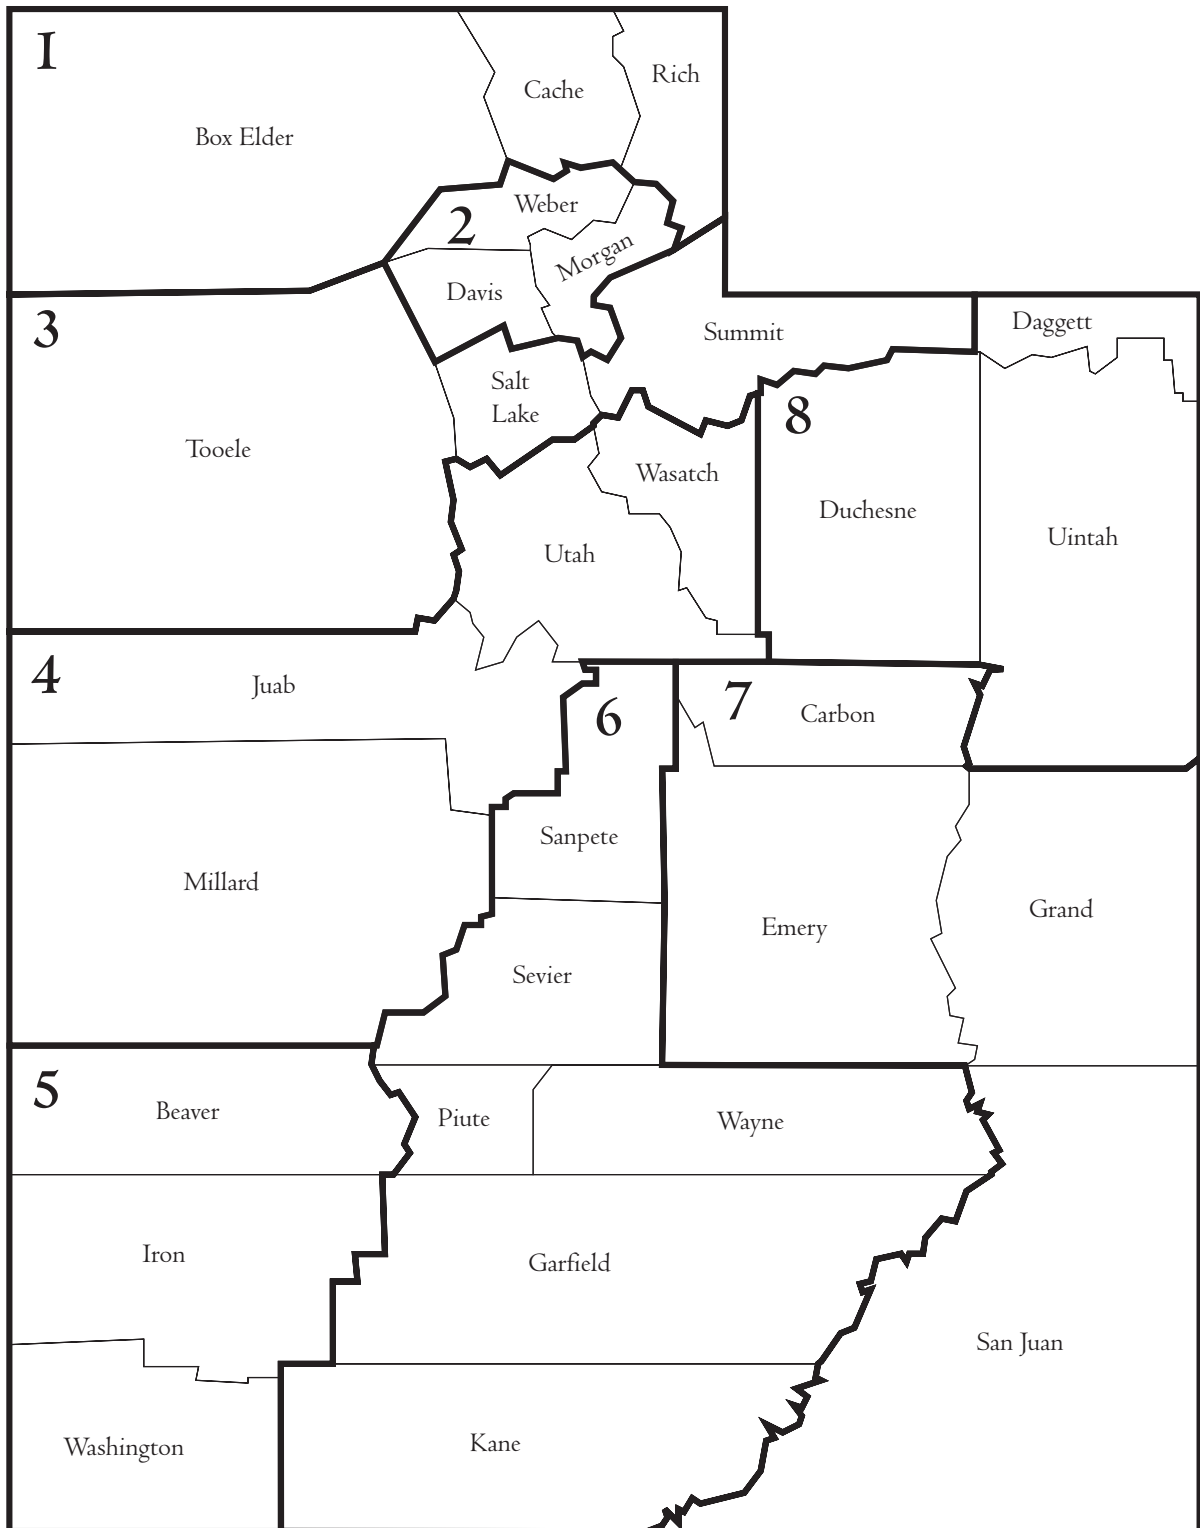 1
Cache
Rich
Box Elder
Weber
2
Morgan
Davis
3
Summit
Daggett
Salt
Lake
8
Tooele
Wasatch
Duchesne
Uintah
Utah
4
Juab
6
7
Carbon
Sanpete
Millard
Emery
Grand
Sevier
5
Beaver
Piute
Wayne
Iron
Garfield
San Juan
Washington
Kane